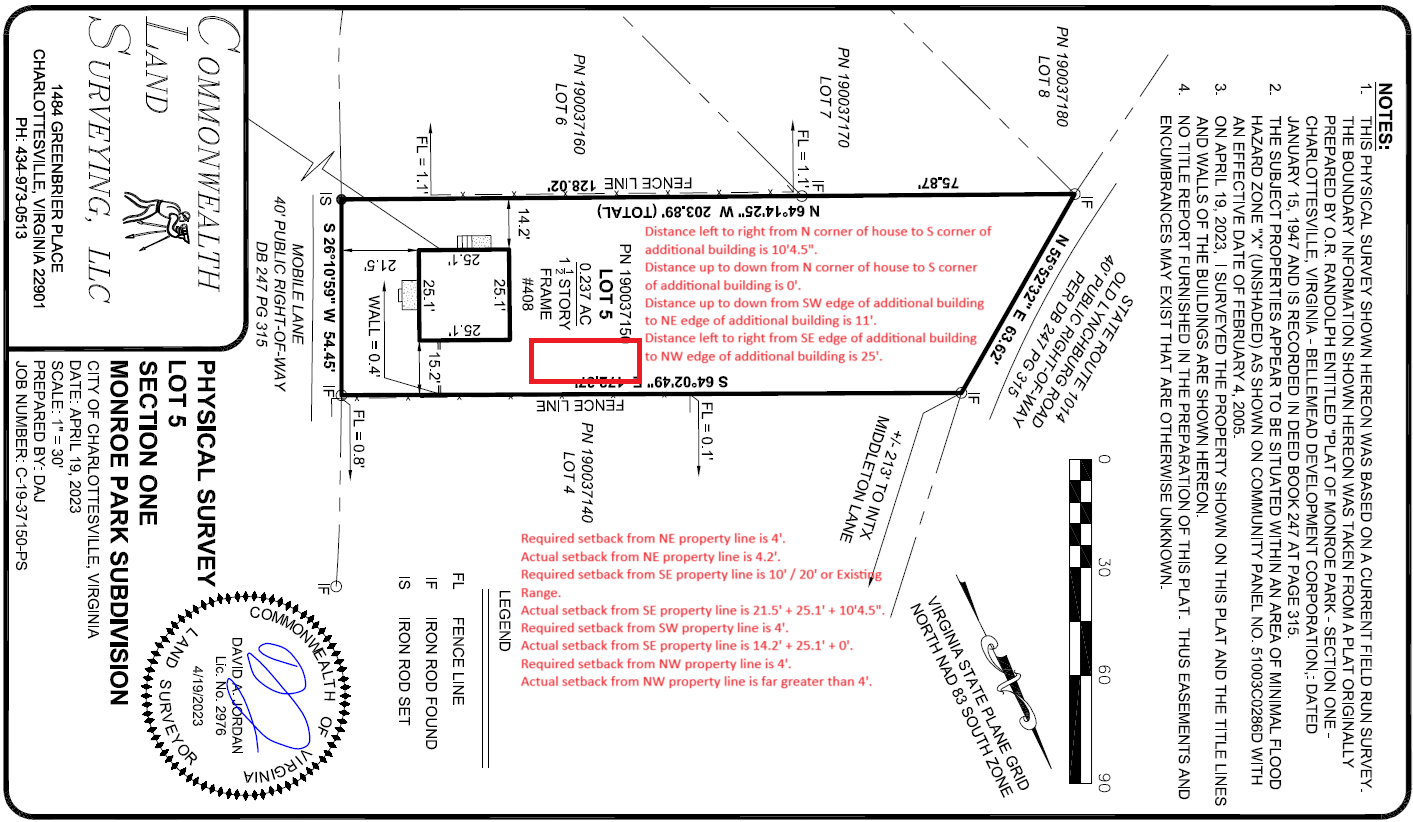 NOTES:
1. THIS PHYSICAL SURVEY SHOWN HEREON WAS BASED ON A CURRENT FIELD RUN SURVEY.
THE BOUNDARY INFORMATION SHOWN HEREON WAS TAKEN FROM A PLAT ORIGINALLY
PREPARED BY O.R. RANDOLPH ENTITLED "PLAT OF MONROE PARK - SECTION ONE -
CHARLOTTESVILLE, VIRGINIA - BELLEMEAD DEVELOPMENT CORPORATION,: DATED
JANUARY 15, 1947 AND IS RECORDED IN DEED BOOK 247 AT PAGE 315.
2. THE SUBJECT PROPERTIES APPEAR TO BE SITUATED WITHIN AN AREA OF MINIMAL FLOOD
HAZARD ZONE "X" (UNSHADED) AS SHOWN ON COMMUNITY PANEL NO. 51003C0286D WITH
AN EFFECTIVE DATE OF FEBRUARY 4, 2005.
3. ON APRIL 19, 2023, I SURVEYED THE PROPERTY SHOWN ON THIS PLAT AND THE TITLE LINES
AND WALLS OF THE BUILDINGS ARE SHOWN HEREON.
4. NO TITLE REPORT FURNISHED IN THE PREPARATION OF THIS PLAT. THUS EASEMENTS AND
ENCUMBRANCES MAY EXIST THAT ARE OTHERWISE UNKNOWN.
PN 190037180
LOT 8
PN 190037170
LOT 7
PN 190037160
LOT 6
STATE ROUTE 1014
OLD LYNCHBURG ROAD
40' PUBLIC RIGHT-OF-WAY
PER DB 247 PG 315
N 55°52'32" E 63.62'
IF
75.87'
IF
FL = 1.1'
FENCE LINE
128.02'
FL = 1.1'
N 64°14'25" W 203.89' (TOTAL)
IS
Distance left to right from N corner of house to S corner of
additional building is 10'4.5".
Distance up to down from N corner of house to S corner
of additional building is 0'.
Distance up to down from SW edge of additional building
to NE edge of additional building is 11'.
Distance left to right from SE edge of additional building
to NW edge of additional building is 25'.
PN 19003715
LOT 5
0.237 AC
1 1/2 STORY
FRAME
#408
14.2'
25.1'
25.1'
25.1'
25.1'
21.5'
15.2'
WALL = 0.4'
S 26°10'59" W 54.45'
MOBILE LANE
40' PUBLIC RIGHT-OF-WAY
DB 247 PG 315
S 64°02'49" E
FENCE LINE
FL = 0.1'
FL = 0.8'
IF
IF
IF
PN 190037140
LOT 4
+/- 213' TO INTX
MIDDLETON LANE
Required setback from NE property line is 4'.
Actual setback from NE property line is 4.2'.
Required setback from SE property line is 10' / 20' or Existing
Range.
Actual setback from SE property line is 21.5' + 25.1' + 10'4.5".
Required setback from SW property line is 4'.
Actual setback from SE property line is 14.2' + 25.1' + 0'.
Required setback from NW property line is 4'.
Actual setback from NW property line is far greater than 4'.
0 30 60 90
VIRGINIA STATE PLANE GRID
NORTH NAD 83 SOUTH ZONE
LEGEND
FL FENCE LINE
IF IRON ROD FOUND
IS IRON ROD SET
COMMONWEALTH
LAND
SURVEYING, LLC
1484 GREENBRIER PLACE
CHARLOTTESVILLE, VIRGINIA 22901
PH: 434-973-0513
PHYSICAL SURVEY
LOT 5
SECTION ONE
MONROE PARK SUBDIVISION
CITY OF CHARLOTTESVILLE, VIRGINIA
DATE: APRIL 19, 2023
SCALE: 1" = 30'
PREPARED BY: DAJ
JOB NUMBER: C-19-37150-PS
COMMONWEALTH OF VIRGINIA
DAVID A. JORDAN
Lic. No. 2976
4/19/2023
LAND SURVEYOR